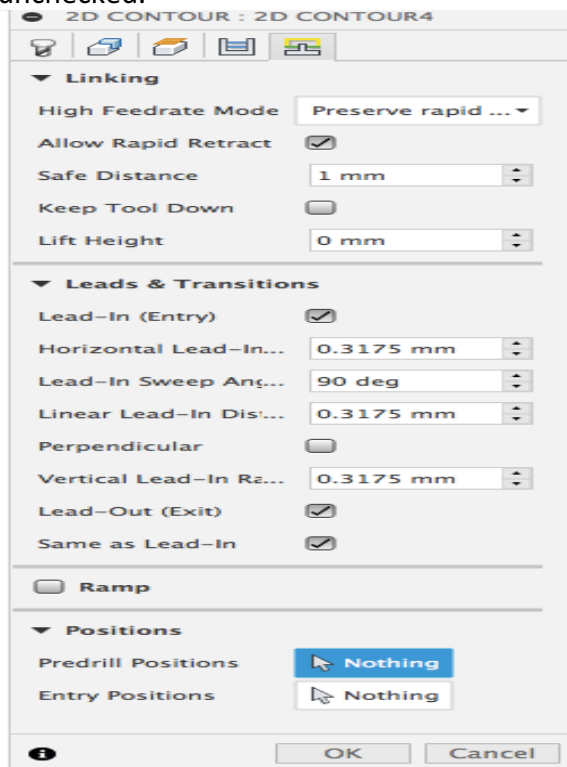 unchecked.
2D CONTOUR : 2D CONTOUR4
Linking
High Feedrate Mode Preserve rapid ...
Allow Rapid Retract
Safe Distance 1 mm
Keep Tool Down
Lift Height 0 mm
Leads & Transitions
Lead-In (Entry)
Horizontal Lead-In... 0.3175 mm
Lead-In Sweep Ang... 90 deg
Linear Lead-In Dis... 0.3175 mm
Perpendicular
Vertical Lead-In Ra... 0.3175 mm
Lead-Out (Exit)
Same as Lead-In
Ramp
Positions
Predrill Positions Nothing
Entry Positions Nothing
OK Cancel